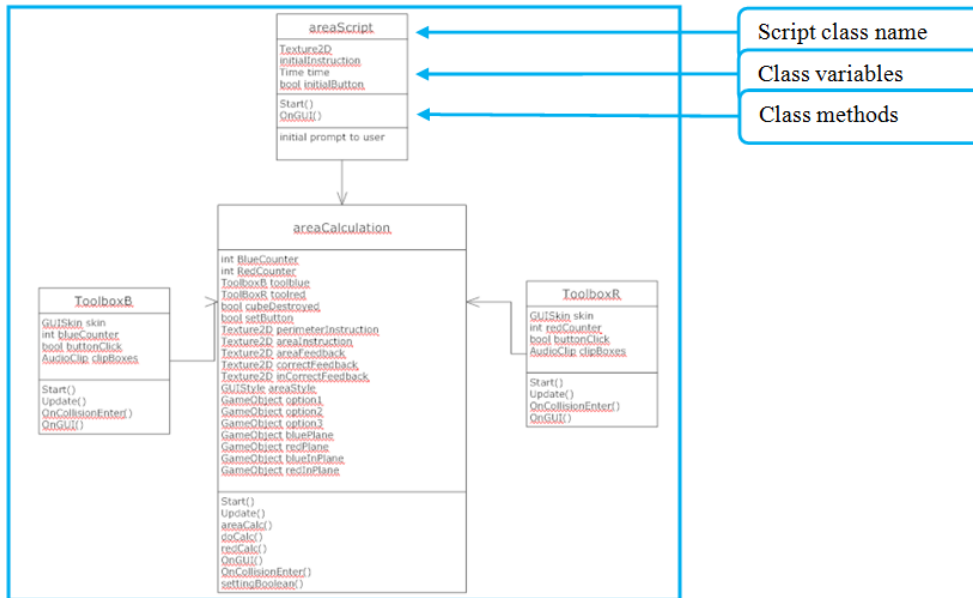 areaScript
Texture2D
initialInstruction
Time time
bool initialButton
Start()
OnGUI()
initial prompt to user
Script class name
Class variables
Class methods
areaCalculation
int BlueCounter
int RedCounter
ToolboxB toolblue
ToolBoxR toolred
bool cubeDestroyed
bool setButton
Texture2D perimeterInstruction
Texture2D areaInstruction
Texture2D areaFeedback
Texture2D correctFeedback
Texture2D inCorrectFeedback
GUIStyle areaStyle
GameObject option1
GameObject option2
GameObject option3
GameObject bluePlane
GameObject redPlane
GameObject blueInPlane
GameObject redInPlane
Start()
Update()
areaCalc()
doCalc()
redCalc()
OnGUI()
OnCollisionEnter()
settingBoolean()
ToolboxB
GUISkin skin
int blueCounter
bool buttonClick
AudioClip clipBoxes
Start()
Update()
OnCollisionEnter()
OnGUI()
ToolboxR
GUISkin skin
int redCounter
bool buttonClick
AudioClip clipBoxes
Start()
Update()
OnCollisionEnter()
OnGUI()